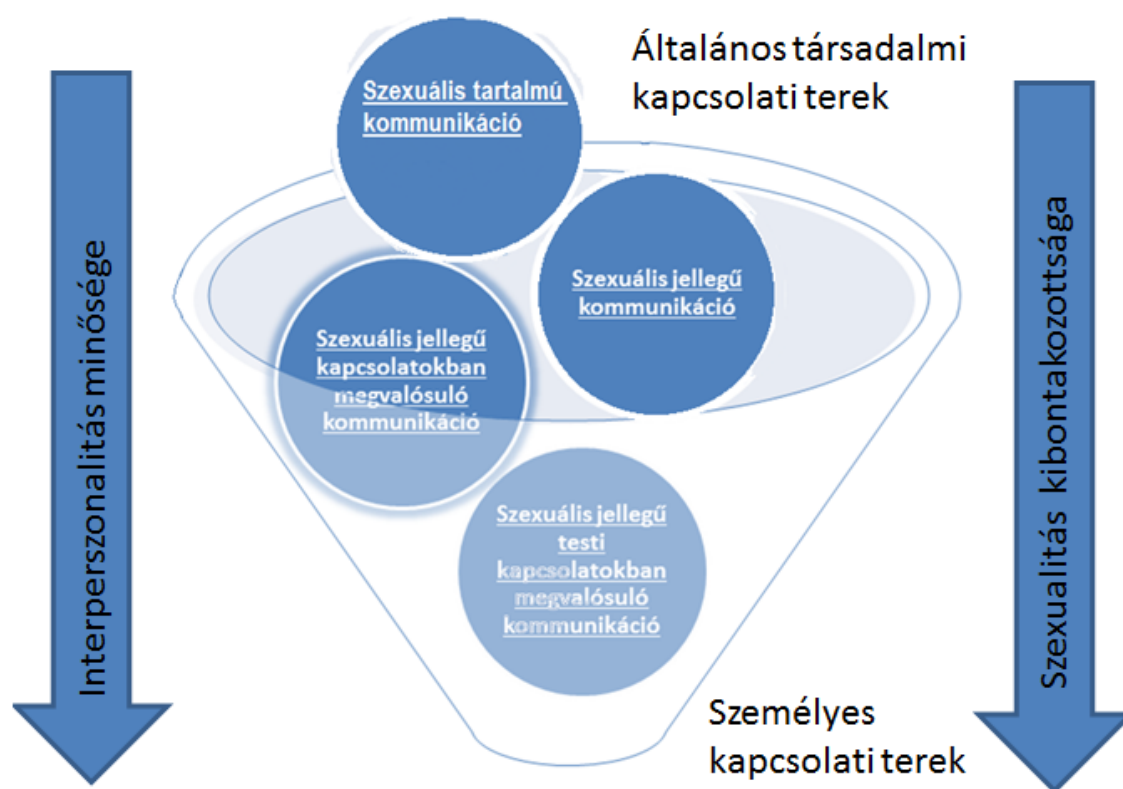 Általános társadalmi
kapcsolati terek
Szexuális tartalmú
kommunikáció
Szexuális jellegű
kommunikáció
Szexuális jellegű
kapcsolatokban
megvalósuló
kommunikáció
Szexuális jellegű
testi
kapcsolatokban
megvalósuló
kommunikáció
Személyes
kapcsolati terek
Interperszonalitás minősége
Szexualitás kibontakozottsága